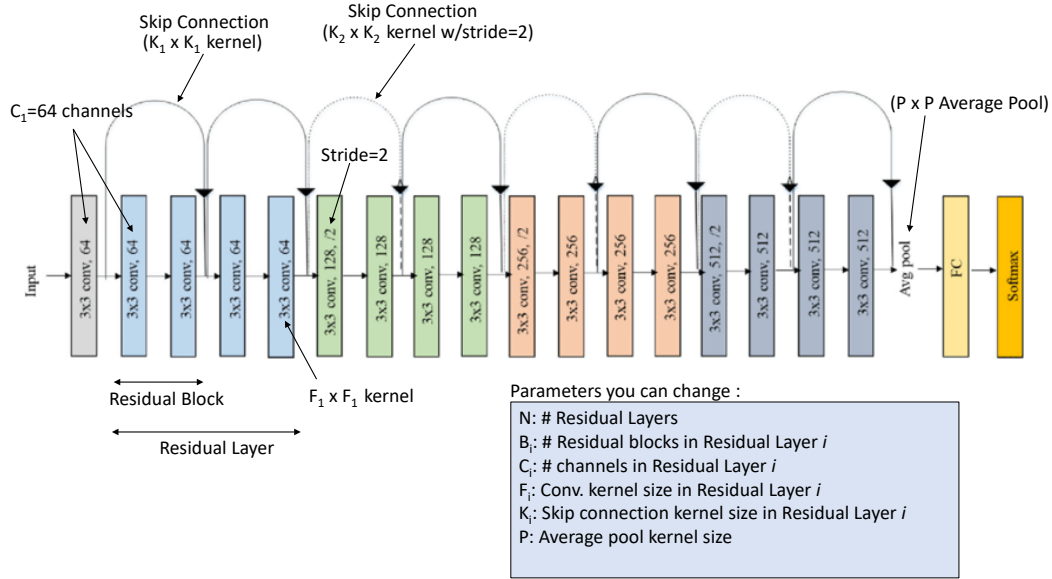 Skip Connection
(K₁ x K₁ kernel)
Skip Connection
(K₂ x K₂ kernel w/stride=2)
C₁=64 channels
(P x P Average Pool)
Stride=2
Input
3x3 conv, 64
3x3 conv, 64
3x3 conv, 64
3x3 conv, 64
3x3 conv, 64
3x3 conv, 128, /2
3x3 conv, 128
3x3 conv, 128
3x3 conv, 128
3x3 conv, 256, /2
3x3 conv, 256
3x3 conv, 256
3x3 conv, 256
3x3 conv, 512, /2
3x3 conv, 512
3x3 conv, 512
3x3 conv, 512
Avg pool
FC
Softmax
Residual Block
F₁ x F₁ kernel
Residual Layer
Parameters you can change :
N: # Residual Layers
Bᵢ: # Residual blocks in Residual Layer i
Cᵢ: # channels in Residual Layer i
Fᵢ: Conv. kernel size in Residual Layer i
Kᵢ: Skip connection kernel size in Residual Layer i
P: Average pool kernel size